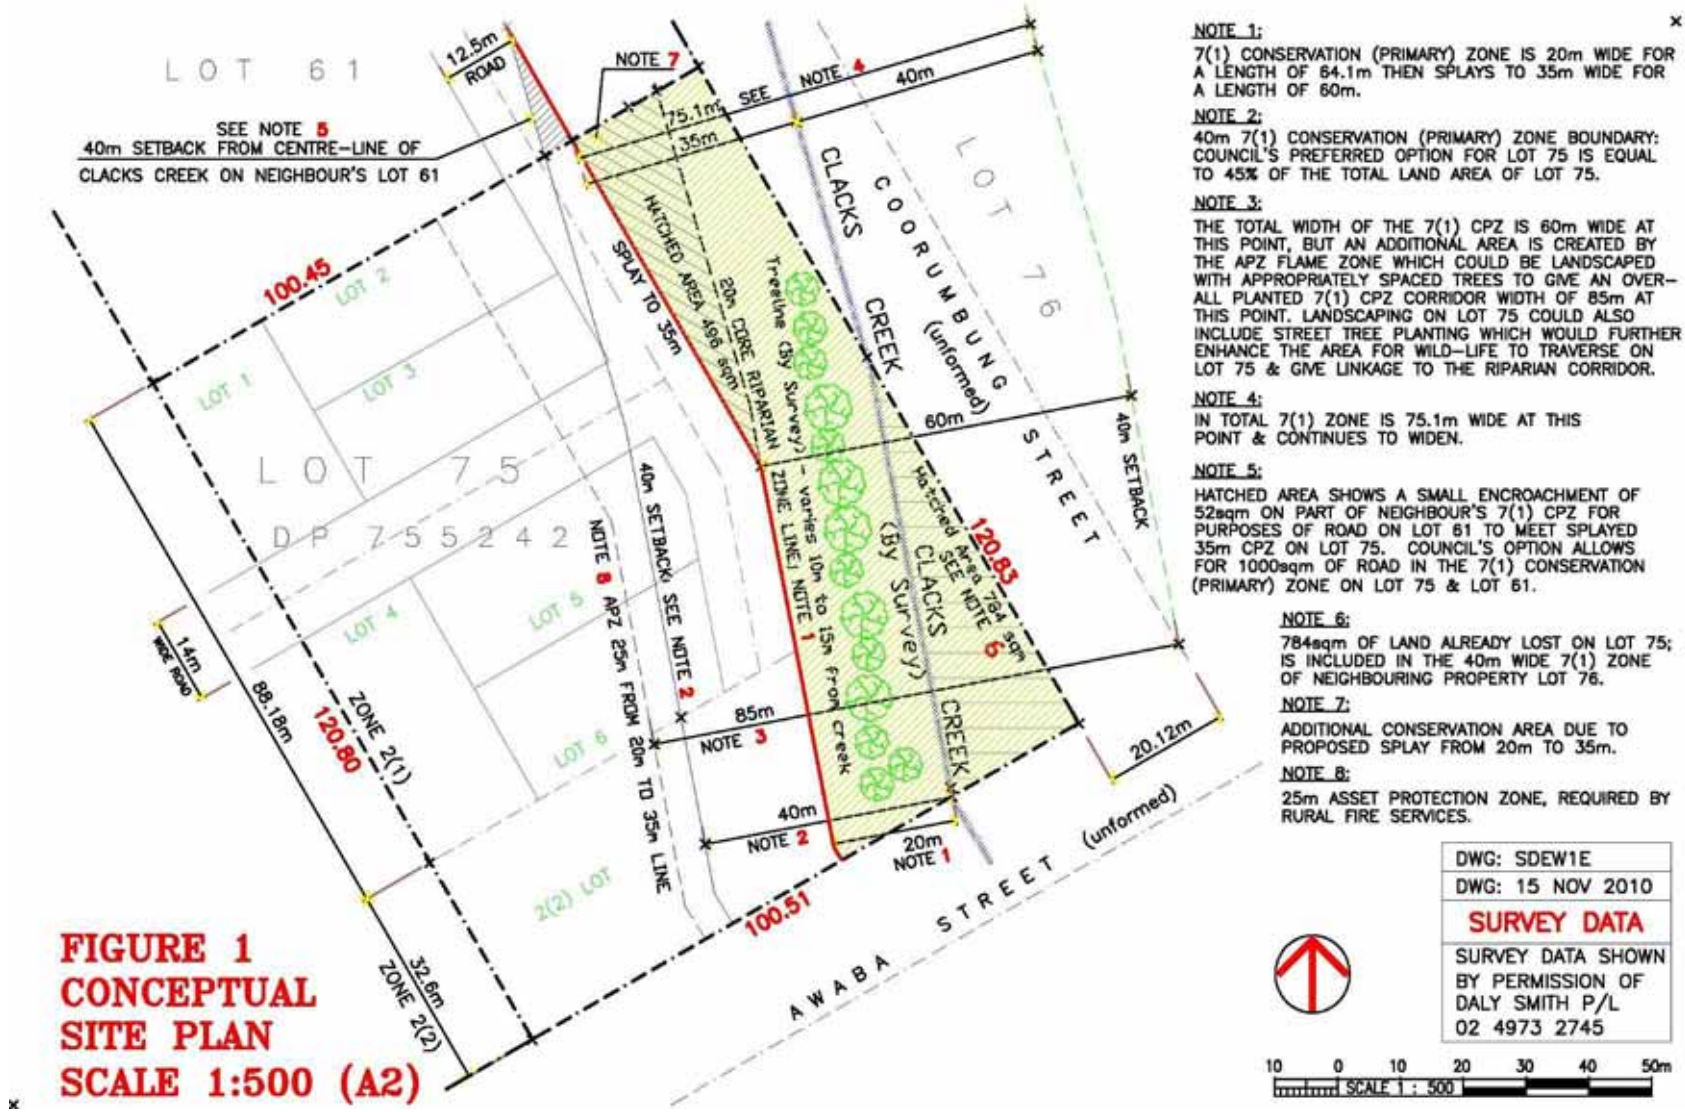 LOT 61
12.5m
ROAD
NOTE 7
SEE NOTE 4
75.1m
40m
35m
SEE NOTE 5
40m SETBACK FROM CENTRE-LINE OF
CLACKS CREEK ON NEIGHBOUR'S LOT 61
100.45
LOT 2
LOT 1
LOT 3
HATCHED AREA 496 sqm
SPLAY TO 35m
20m CORE RIPARIAN ZONE LINE; NOTE 1
Treeline (By Survey) - varies 10m to 15m from creek
CLACKS CREEK
COORUMBUNG STREET
(unformed)
LOT 76
60m
40m SETBACK
LOT 75
DP 755242
40m SETBACK; SEE NOTE 2
NOTE 8 APZ 25m FROM 20m TO 35m LINE
Hatched Area 784 sqm
SEE NOTE 6
120.83
CLACKS CREEK
(By Survey)
LOT 4
LOT 5
LOT 6
14m
WIDE ROAD
88.18m
120.80
ZONE 2(1)
85m
NOTE 3
40m
NOTE 2
20m
NOTE 1
20.12m
2(2) LOT
100.51
AWABA STREET (unformed)
32.6m
ZONE 2(2)
FIGURE 1
CONCEPTUAL
SITE PLAN
SCALE 1:500 (A2)
NOTE 1:
7(1) CONSERVATION (PRIMARY) ZONE IS 20m WIDE FOR
A LENGTH OF 64.1m THEN SPLAYS TO 35m WIDE FOR
A LENGTH OF 60m.
NOTE 2:
40m 7(1) CONSERVATION (PRIMARY) ZONE BOUNDARY:
COUNCIL'S PREFERRED OPTION FOR LOT 75 IS EQUAL
TO 45% OF THE TOTAL LAND AREA OF LOT 75.
NOTE 3:
THE TOTAL WIDTH OF THE 7(1) CPZ IS 60m WIDE AT
THIS POINT, BUT AN ADDITIONAL AREA IS CREATED BY
THE APZ FLAME ZONE WHICH COULD BE LANDSCAPED
WITH APPROPRIATELY SPACED TREES TO GIVE AN OVER-
ALL PLANTED 7(1) CPZ CORRIDOR WIDTH OF 85m AT
THIS POINT. LANDSCAPING ON LOT 75 COULD ALSO
INCLUDE STREET TREE PLANTING WHICH WOULD FURTHER
ENHANCE THE AREA FOR WILD-LIFE TO TRAVERSE ON
LOT 75 & GIVE LINKAGE TO THE RIPARIAN CORRIDOR.
NOTE 4:
IN TOTAL 7(1) ZONE IS 75.1m WIDE AT THIS
POINT & CONTINUES TO WIDEN.
NOTE 5:
HATCHED AREA SHOWS A SMALL ENCROACHMENT OF
52sqm ON PART OF NEIGHBOUR'S 7(1) CPZ FOR
PURPOSES OF ROAD ON LOT 61 TO MEET SPLAYED
35m CPZ ON LOT 75. COUNCIL'S OPTION ALLOWS
FOR 1000sqm OF ROAD IN THE 7(1) CONSERVATION
(PRIMARY) ZONE ON LOT 75 & LOT 61.
NOTE 6:
784sqm OF LAND ALREADY LOST ON LOT 75;
IS INCLUDED IN THE 40m WIDE 7(1) ZONE
OF NEIGHBOURING PROPERTY LOT 76.
NOTE 7:
ADDITIONAL CONSERVATION AREA DUE TO
PROPOSED SPLAY FROM 20m TO 35m.
NOTE 8:
25m ASSET PROTECTION ZONE, REQUIRED BY
RURAL FIRE SERVICES.
DWG: SDEW1E
DWG: 15 NOV 2010
SURVEY DATA
SURVEY DATA SHOWN
BY PERMISSION OF
DALY SMITH P/L
02 4973 2745
10 0 10 20 30 40 50m
SCALE 1 : 500